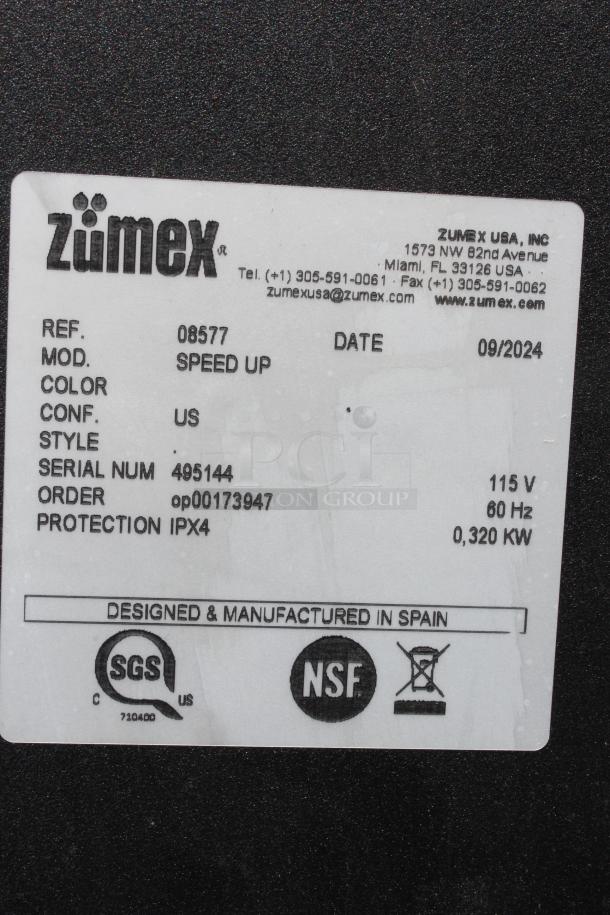 zümex R
ZUMEX USA, INC
1573 NW 82nd Avenue
Miami, FL 33126 USA
Tel. (+1) 305-591-0061 · Fax (+1) 305-591-0062
zumexusa@zumex.com www.zumex.com
REF. 08577 DATE 09/2024
MOD. SPEED UP
COLOR
CONF. US
STYLE .
SERIAL NUM 495144 115 V
ORDER op00173947 60 Hz
PROTECTION IPX4 0,320 KW
PCI
ON GROUP
DESIGNED & MANUFACTURED IN SPAIN
SGS
C US
710400
NSF